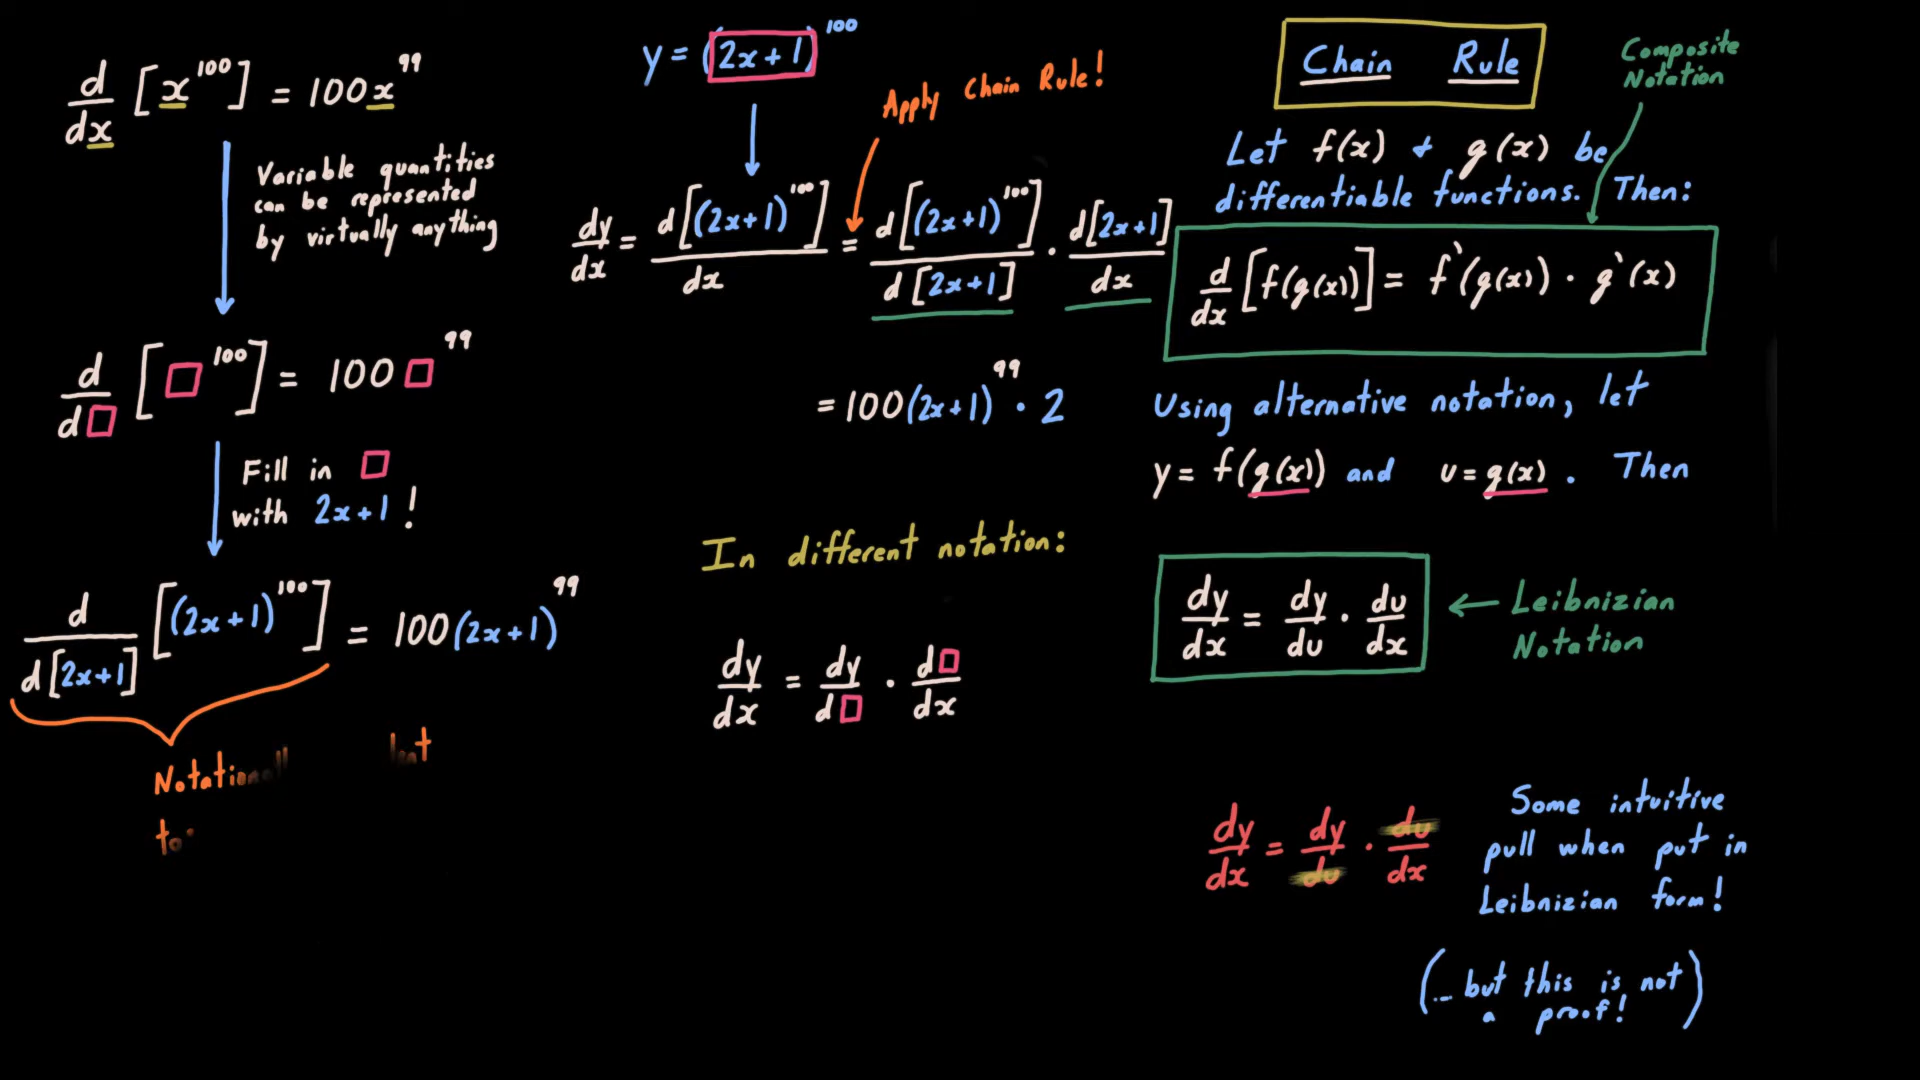 d/dx [x^100] = 100x^99
Variable quantities
can be represented
by virtually anything
d/d□ [□^100] = 100□^99
Fill in □
with 2x+1!
d/d[2x+1] [(2x+1)^100] = 100(2x+1)^99
to
y = (2x+1)^100
Apply Chain Rule!
dy/dx = d[(2x+1)^100]/dx = d[(2x+1)^100]/d[2x+1] · d[2x+1]/dx
= 100(2x+1)^99 · 2
In different notation:
dy/dx = dy/d□ · d□/dx
Chain Rule
Composite
Notation
Let f(x) + g(x) be
differentiable functions. Then:
d/dx [f(g(x))] = f'(g(x)) · g'(x)
Using alternative notation, let
y = f(g(x)) and u = g(x). Then
dy/dx = dy/du · du/dx
Leibnizian
Notation
dy/dx = dy/du · du/dx
Some intuitive
pull when put in
Leibnizian form!
(... but this is not
a proof!)